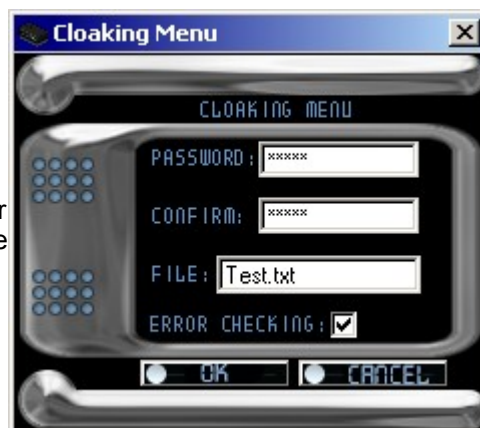 Cloaking Menu
CLOAKING MENU
PASSWORD: *****
CONFIRM: *****
FILE: Test.txt
ERROR CHECKING:
OK CANCEL
r
e